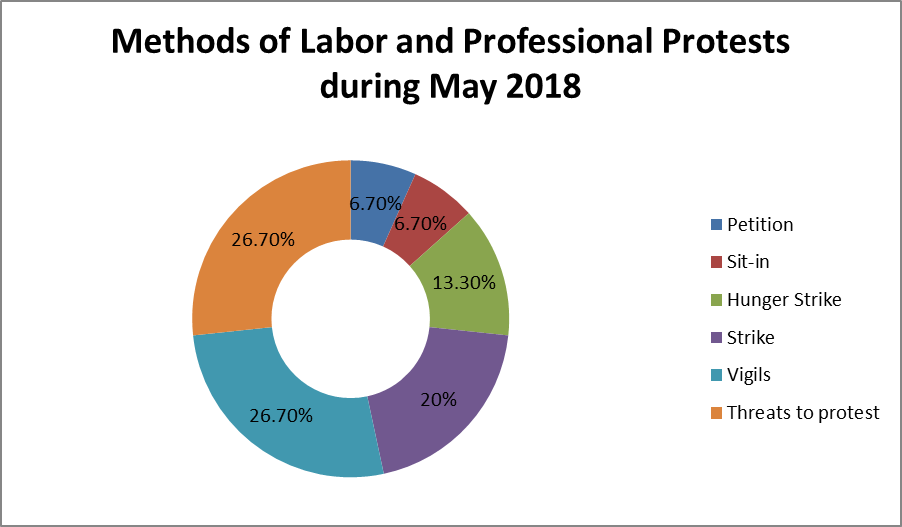 Methods of Labor and Professional Protests
during May 2018
6.70%
6.70%
13.30%
20%
26.70%
26.70%
Petition
Sit-in
Hunger Strike
Strike
Vigils
Threats to protest